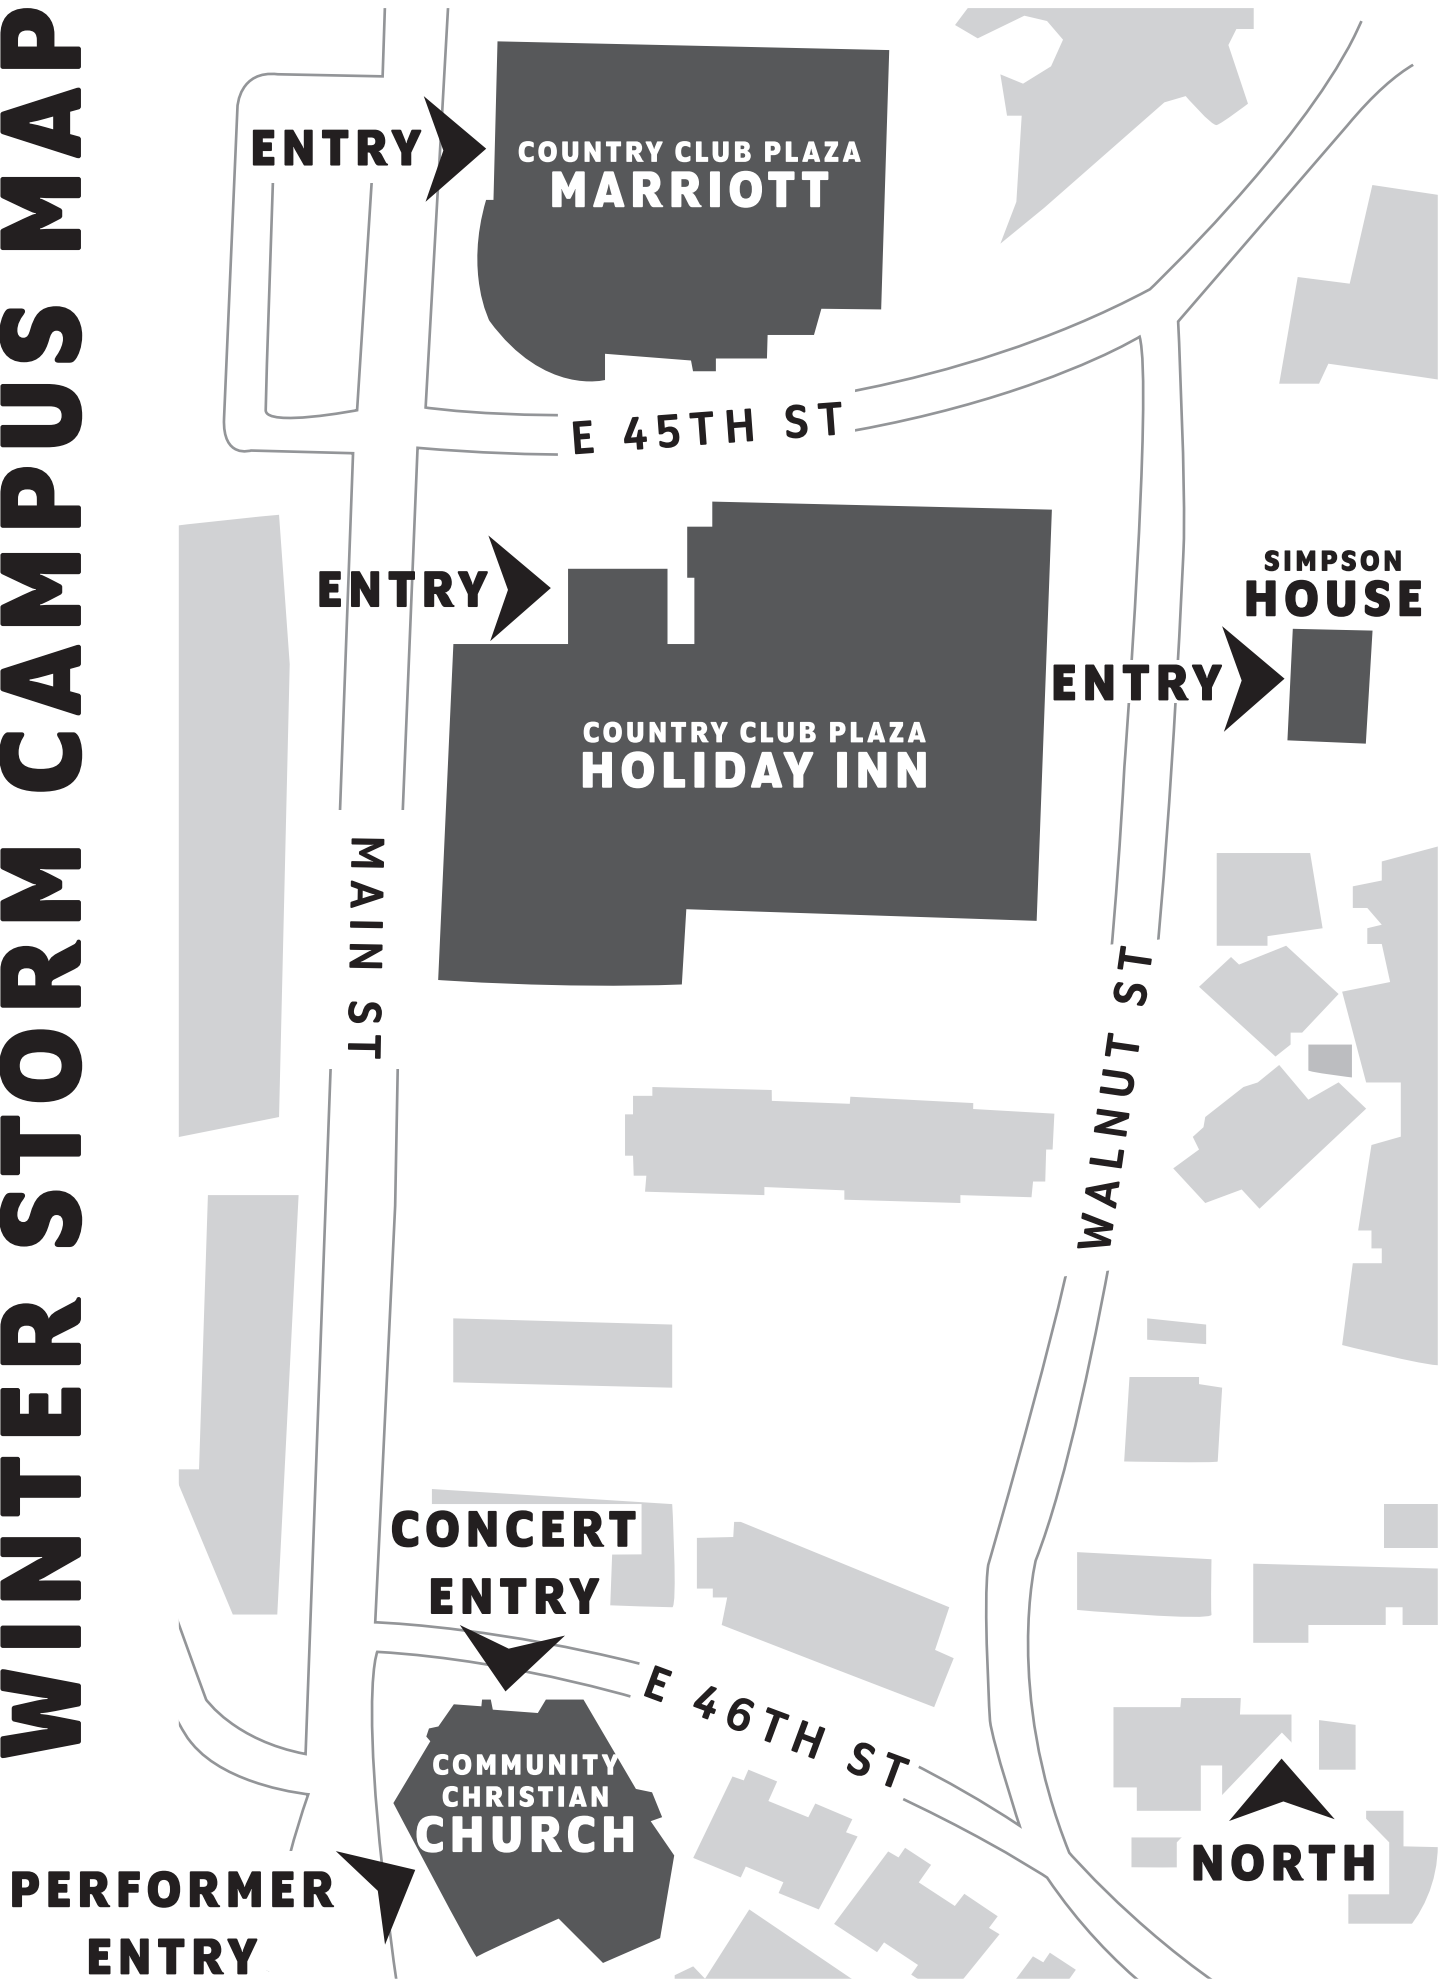 WINTER STORM CAMPUS MAP
ENTRY
COUNTRY CLUB PLAZA
MARRIOTT
E 45TH ST
ENTRY
SIMPSON
HOUSE
ENTRY
COUNTRY CLUB PLAZA
HOLIDAY INN
MAIN ST
WALNUT ST
CONCERT
ENTRY
E 46TH ST
COMMUNITY
CHRISTIAN
CHURCH
PERFORMER
ENTRY
NORTH